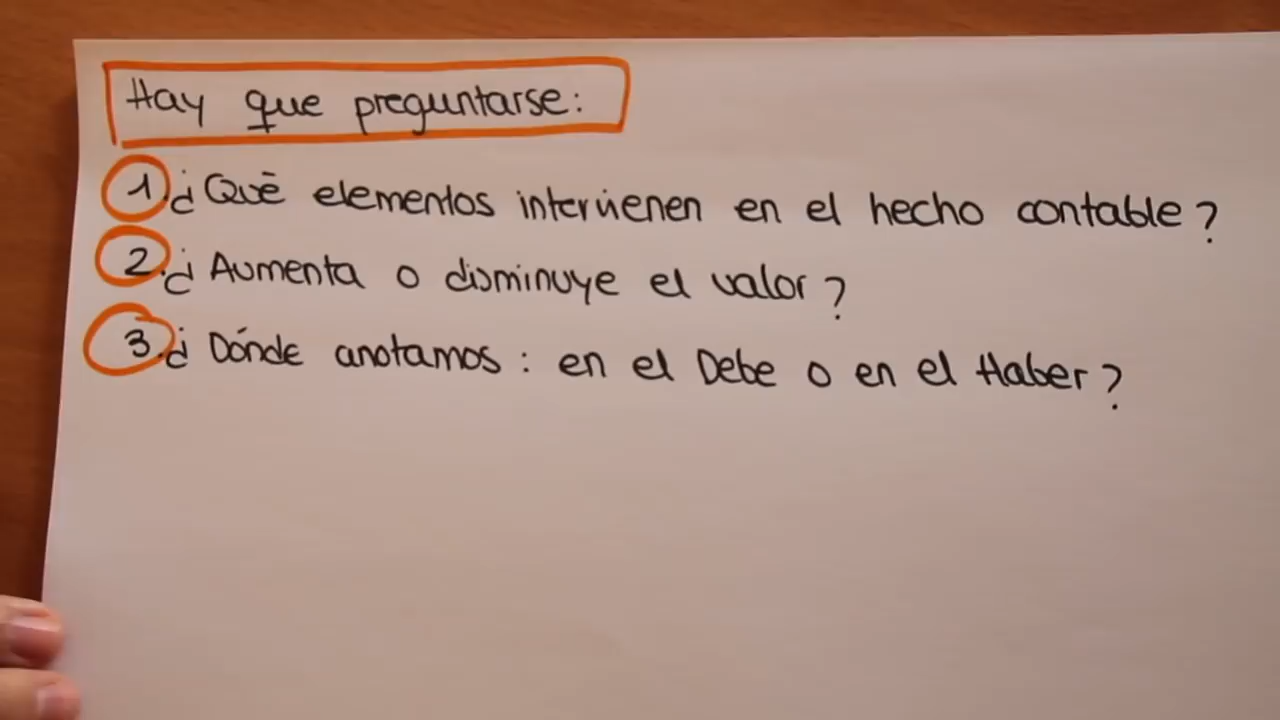 Hay que preguntarse:
1. ¿Qué elementos intervienen en el hecho contable?
2. ¿Aumenta o disminuye el valor?
3. ¿Dónde anotamos: en el Debe o en el Haber?